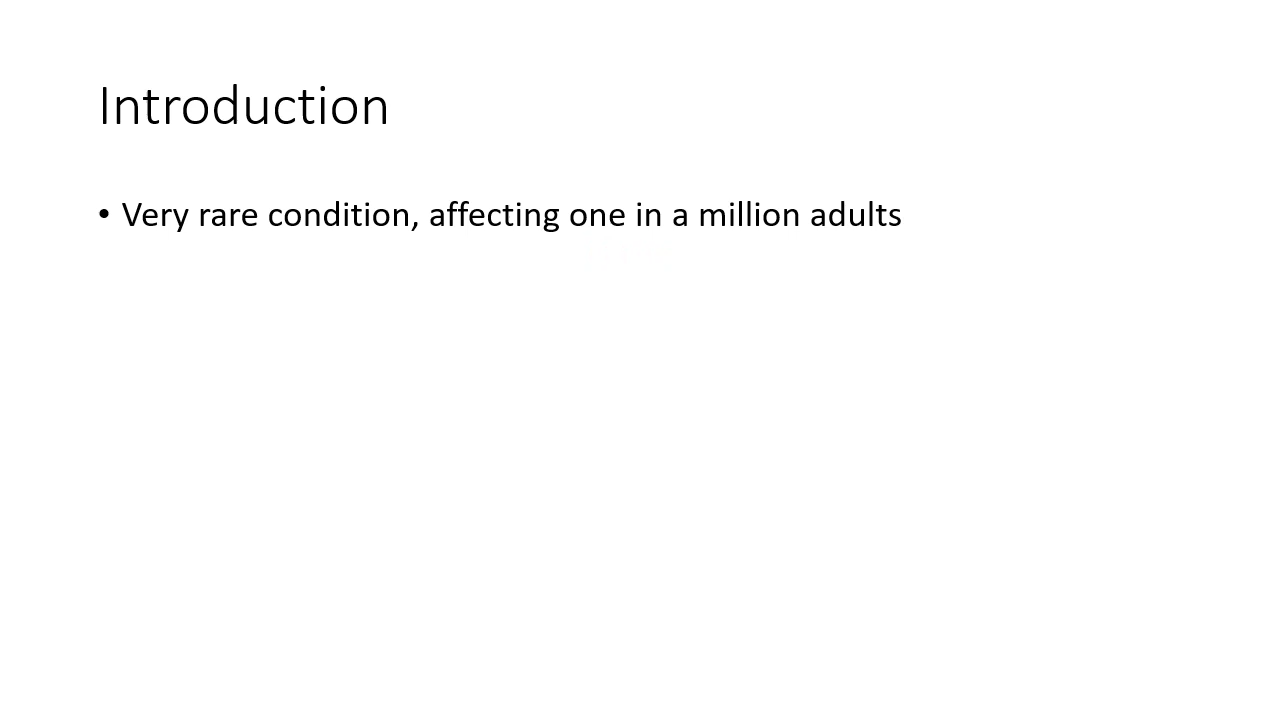 Introduction
• Very rare condition, affecting one in a million adults